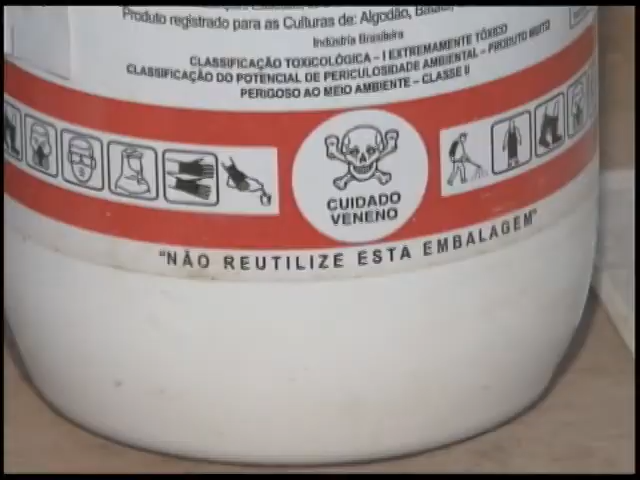 Produto registrado para as Culturas de: Algodão,
Indústria Brasileira
CLASSIFICAÇÃO TOXICOLÓGICA – I EXTREMAMENTE TÓXICO
CLASSIFICAÇÃO DO POTENCIAL DE PERICULOSIDADE AMBIENTAL – PRODUTO MUITO
PERIGOSO AO MEIO AMBIENTE – CLASSE II
CUIDADO
VENENO
"NÃO REUTILIZE ESTA EMBALAGEM"